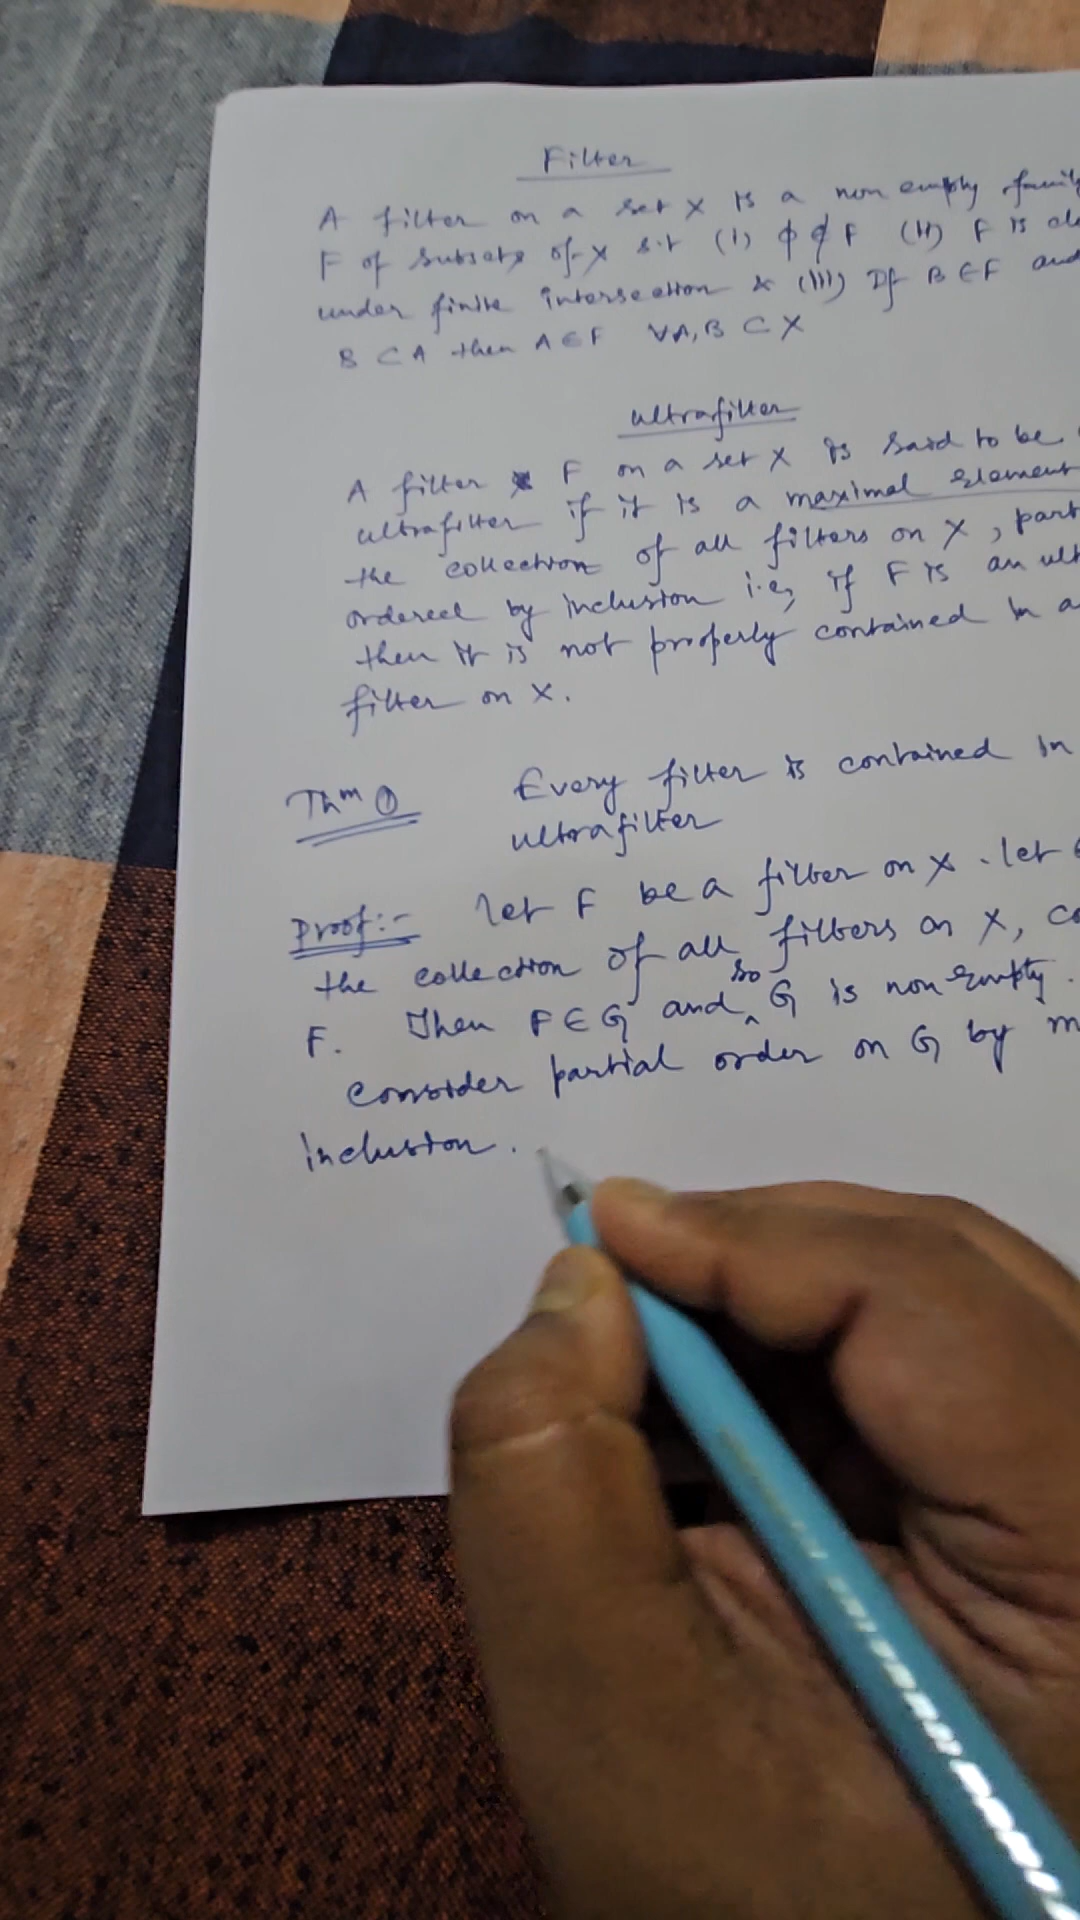 Filter
A filter on a set X is a non empty family
F of subsets of X s.t (i) φ ∉ F (ii) F is clo
under finite intersection & (iii) If B ∈ F and
B ⊂ A then A ∈ F ∀ A, B ⊂ X
ultrafilter
A filter F on a set X is said to be
ultrafilter if it is a maximal element
the collection of all filters on X, part
ordered by inclusion i.e, if F is an ult
then it is not properly contained in a
filter on X.
Thm ① Every filter is contained in
ultrafilter
Proof:- let F be a filter on X. let G
the collection of all filters on X, co
F. Then F ∈ G and so G is non empty.
consider partial order on G by m
inclusion.